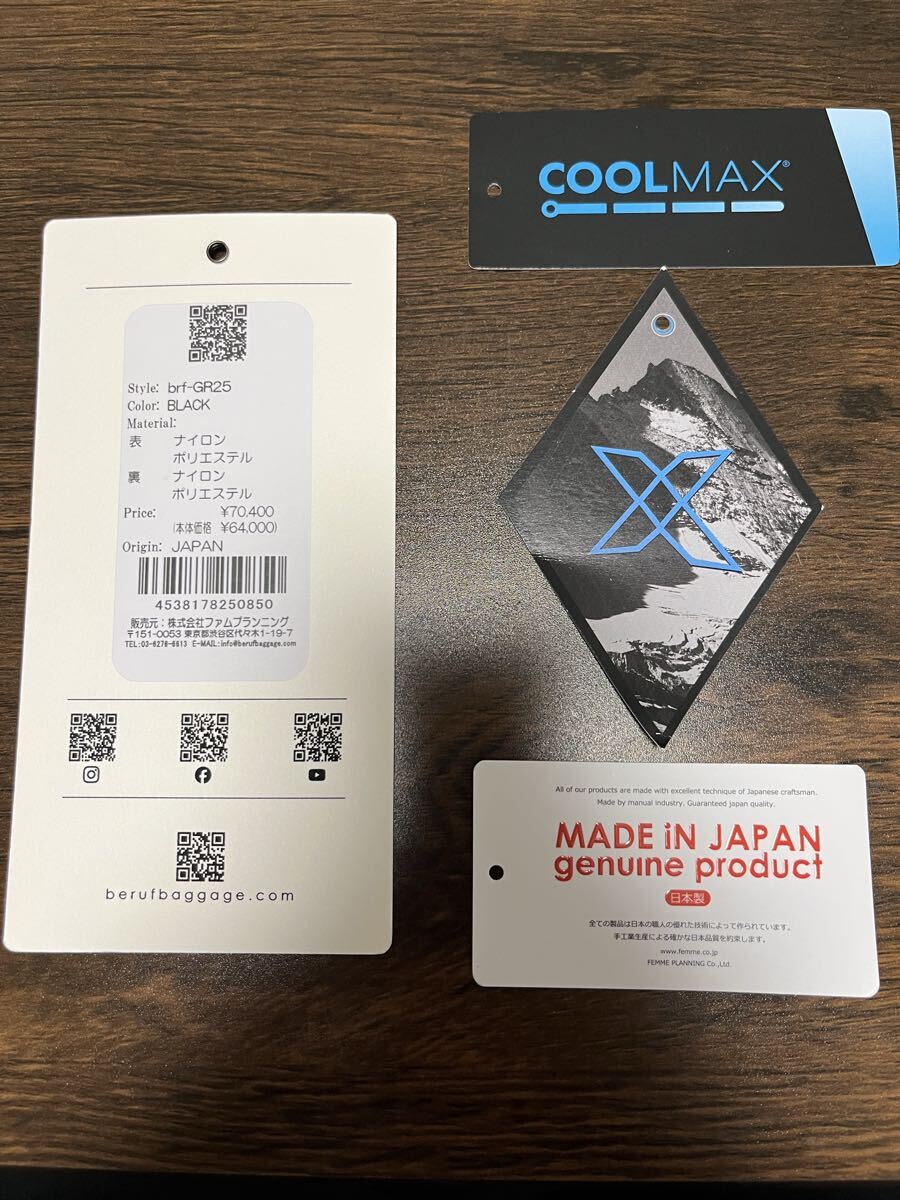 Style: brf-GR25
Color: BLACK
Material:
表 ナイロン
ポリエステル
裏 ナイロン
ポリエステル
Price: ¥70,400
(本体価格 ¥64,000)
Origin: JAPAN
4538178250850
販売元：株式会社ファムプランニング
〒151-0053 東京都渋谷区代々木1-19-7
TEL:03-6276-6613 E-MAIL:info@berufbaggage.com
berufbaggage.com
COOLMAX®
X
All of our products are made with excellent technique of Japanese craftsman.
Made by manual industry. Guaranteed japan quality.
MADE iN JAPAN
genuine product
日本製
全ての製品は日本の職人の優れた技術によって作られています。
手工業生産による確かな日本品質を約束します。
www.femme.co.jp
FEMME PLANNING Co.,Ltd.